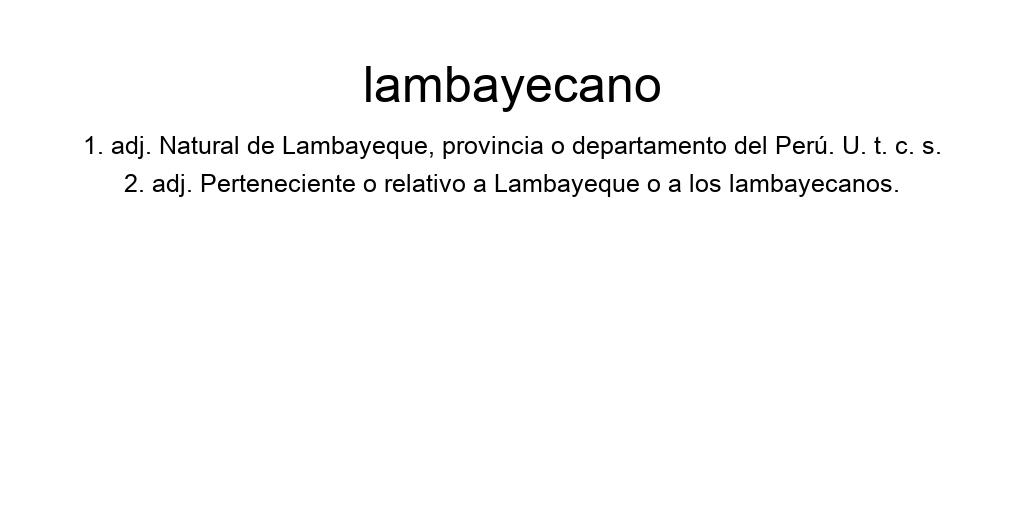 lambayecano
1. adj. Natural de Lambayeque, provincia o departamento del Perú. U. t. c. s.
2. adj. Perteneciente o relativo a Lambayeque o a los lambayecanos.